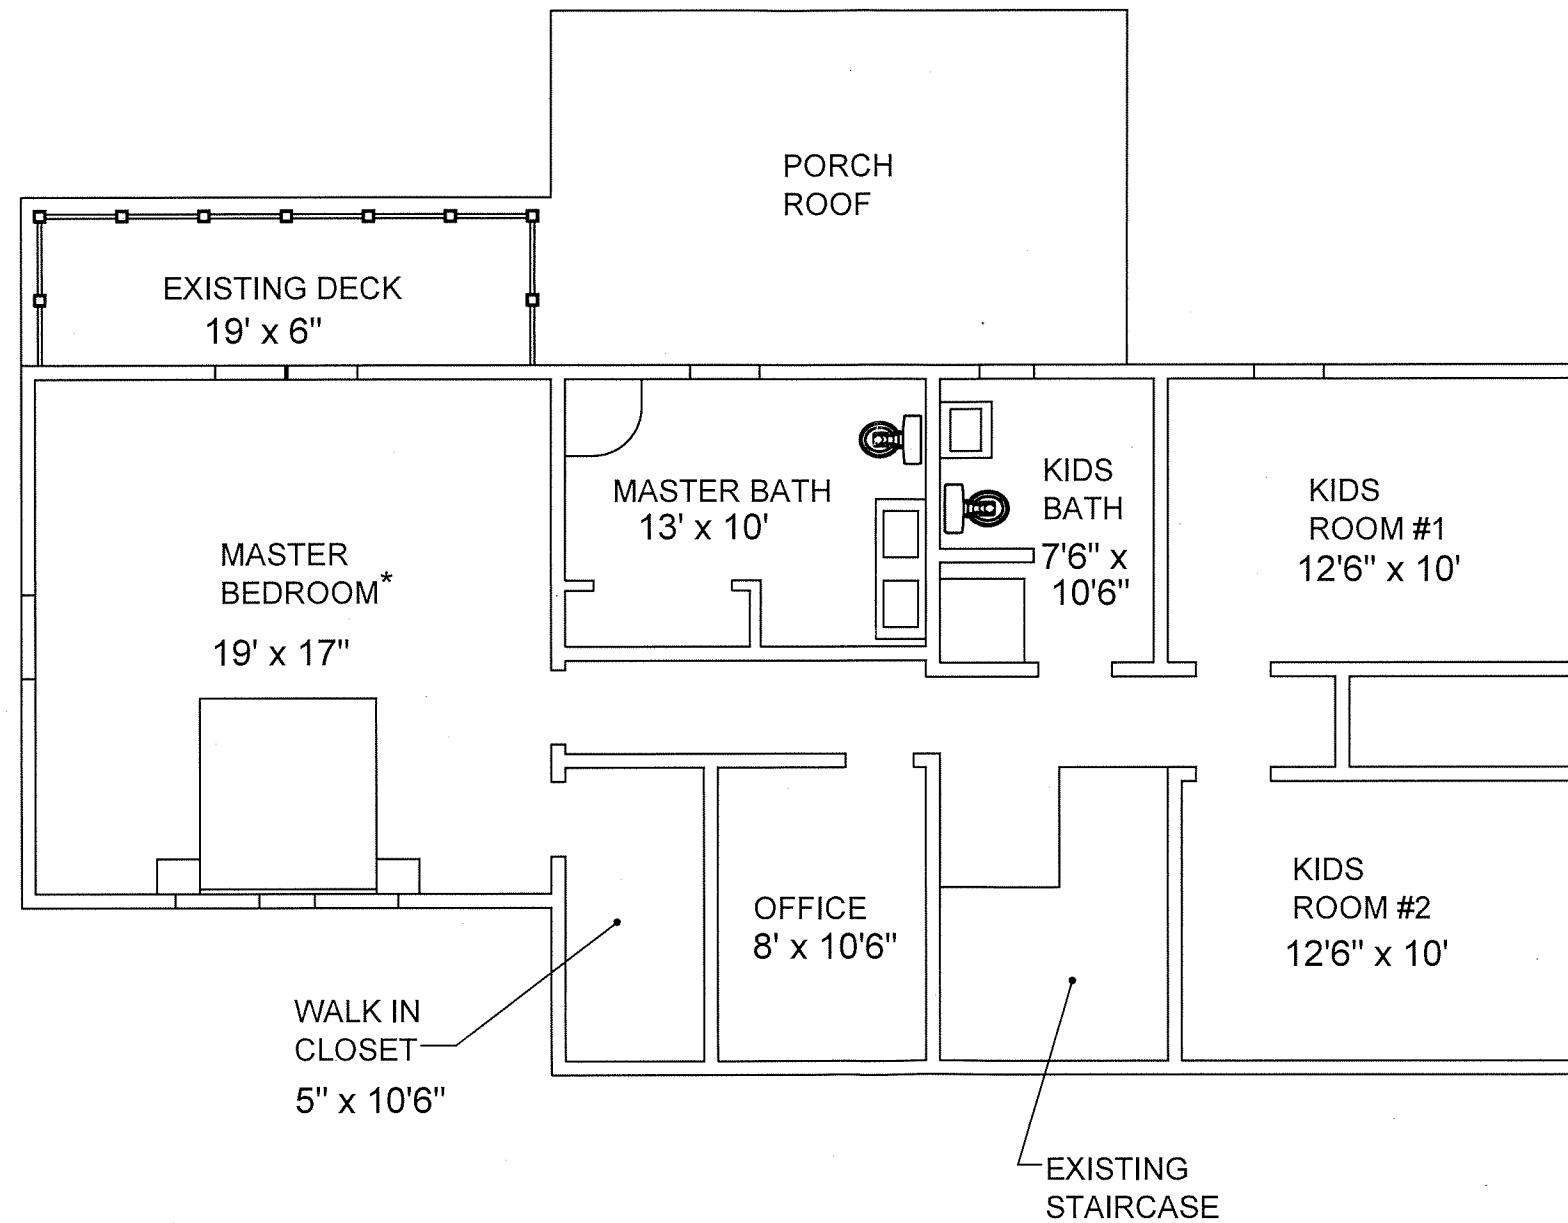 PORCH
ROOF
EXISTING DECK
19' x 6"
MASTER BATH
13' x 10'
KIDS
BATH
7'6" x
10'6"
KIDS
ROOM #1
12'6" x 10'
MASTER
BEDROOM*
19' x 17"
OFFICE
8' x 10'6"
KIDS
ROOM #2
12'6" x 10'
WALK IN
CLOSET
5" x 10'6"
EXISTING
STAIRCASE